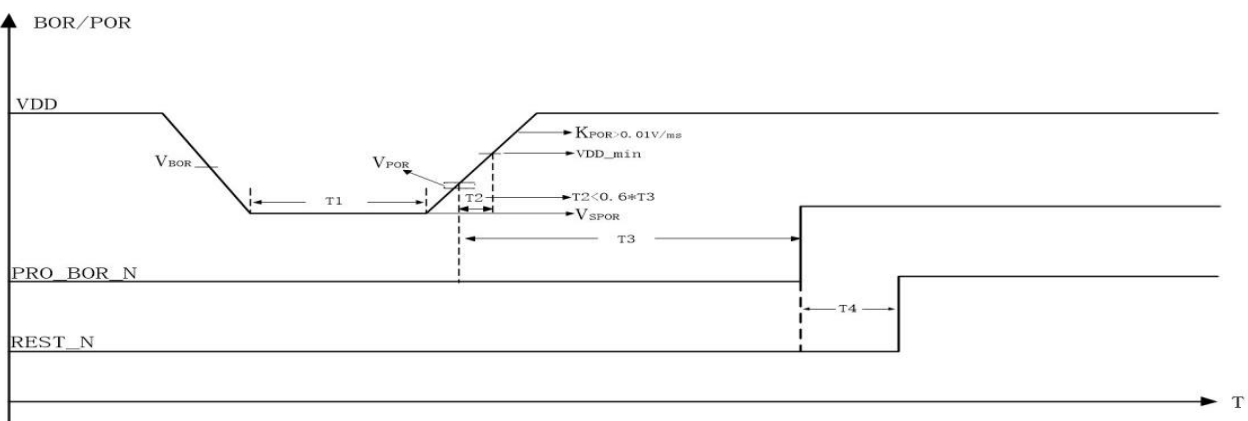 BOR/POR
VDD
KPOR>0.01V/ms
VBOR
VPOR
VDD_min
T1
T2
T2<0.6*T3
VSPOR
T3
PRO_BOR_N
T4
REST_N
T